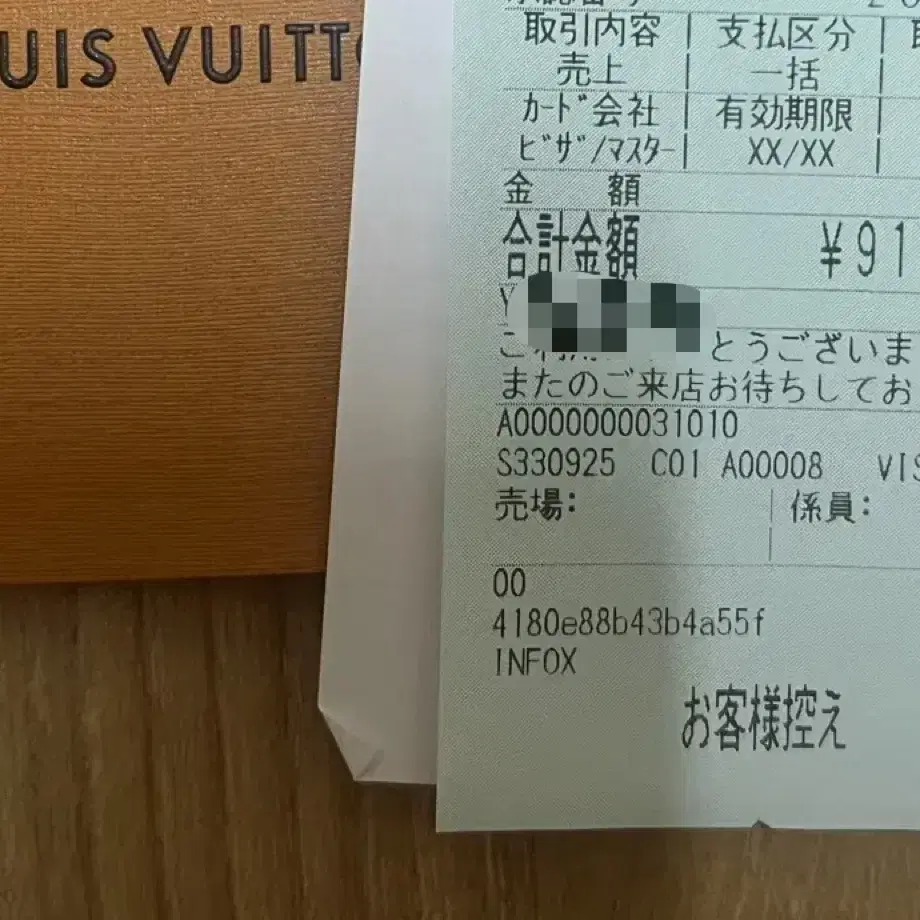 UIS VUITT
取引内容 支払区分
売上 一括
カード会社 有効期限
ビザ/マスター XX/XX
金 額
合計金額 ¥91
とうございま
またのご来店お待ちしてお
A0000000031010
S330925 C01 A00008 VIS
売場: 係員:
00
4180e88b43b4a55f
INFOX
お客様控え